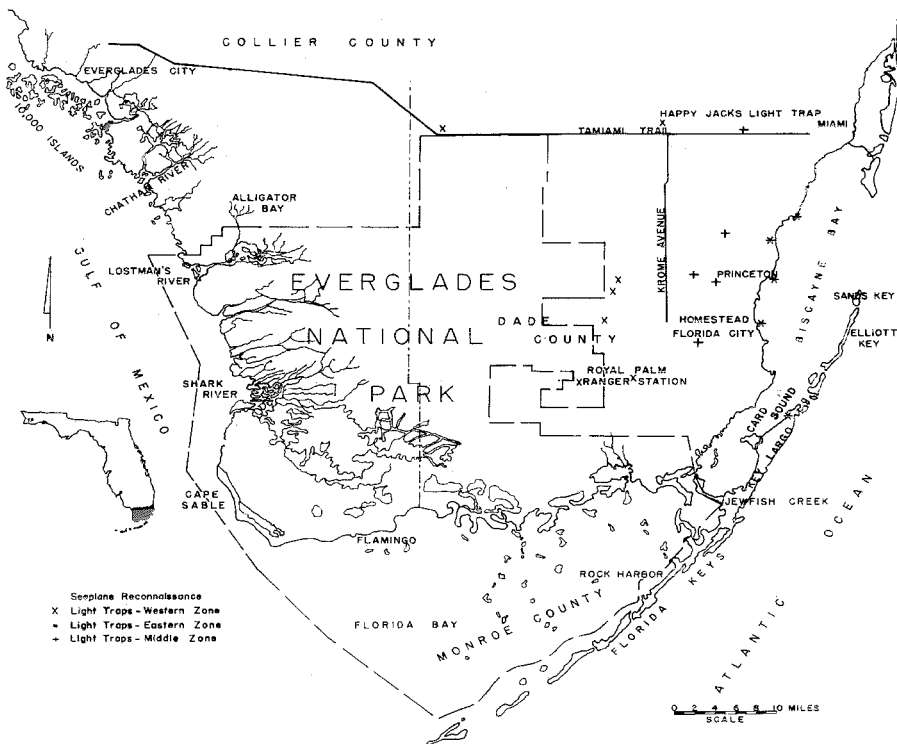 COLLIER COUNTY
EVERGLADES CITY
10,000 ISLANDS
CHATHAM RIVER
HAPPY JACKS LIGHT TRAP
TAMIAMI TRAIL
MIAMI
ALLIGATOR
BAY
LOSTMAN'S
RIVER
GULF OF MEXICO
N
EVERGLADES
NATIONAL
PARK
DADE
COUNTY
KROME AVENUE
PRINCETON
HOMESTEAD
FLORIDA CITY
BISCAYNE BAY
SANDS KEY
ELLIOTT
KEY
ROYAL PALM
RANGER STATION
SHARK
RIVER
CARD SOUND
KEY LARGO
JEWFISH CREEK
CAPE
SABLE
FLAMINGO
ROCK HARBOR
FLORIDA KEYS
MONROE COUNTY
FLORIDA BAY
ATLANTIC OCEAN
Seaplane Reconnaissance
X Light Traps - Western Zone
* Light Traps - Eastern Zone
+ Light Traps - Middle Zone
0 2 4 6 8 10 MILES
SCALE